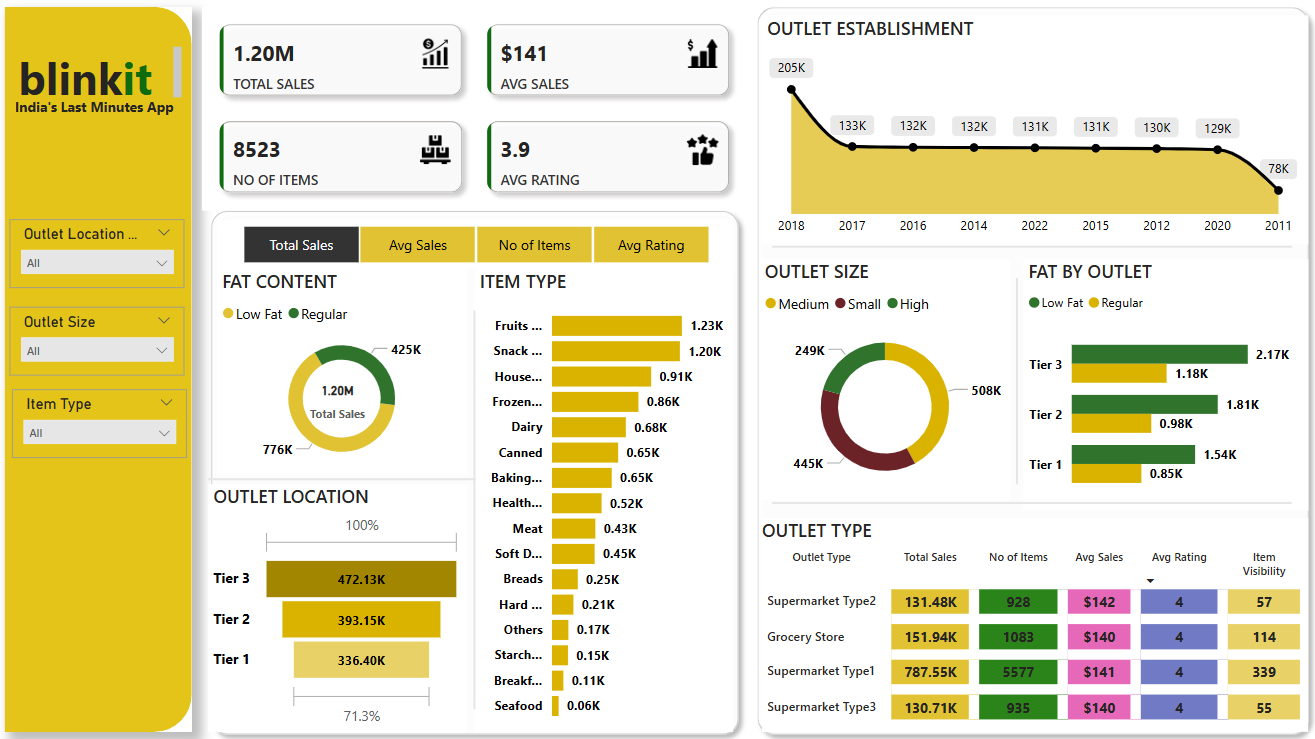 blinkit
India's Last Minutes App
Outlet Location ...
All
Outlet Size
All
Item Type
All
1.20M
TOTAL SALES
$141
AVG SALES
8523
NO OF ITEMS
3.9
AVG RATING
Total Sales
Avg Sales
No of Items
Avg Rating
FAT CONTENT
Low Fat Regular
425K
1.20M
Total Sales
776K
OUTLET LOCATION
100%
Tier 3 472.13K
Tier 2 393.15K
Tier 1 336.40K
71.3%
ITEM TYPE
Fruits ... 1.23K
Snack ... 1.20K
House... 0.91K
Frozen... 0.86K
Dairy 0.68K
Canned 0.65K
Baking... 0.65K
Health... 0.52K
Meat 0.43K
Soft D... 0.45K
Breads 0.25K
Hard ... 0.21K
Others 0.17K
Starch... 0.15K
Breakf... 0.11K
Seafood 0.06K
OUTLET ESTABLISHMENT
205K 133K 132K 132K 131K 131K 130K 129K 78K
2018 2017 2016 2014 2022 2015 2012 2020 2011
OUTLET SIZE
Medium Small High
249K
508K
445K
FAT BY OUTLET
Low Fat Regular
Tier 3 2.17K
1.18K
Tier 2 1.81K
0.98K
Tier 1 1.54K
0.85K
OUTLET TYPE
Outlet Type Total Sales No of Items Avg Sales Avg Rating Item Visibility
Supermarket Type2 131.48K 928 $142 4 57
Grocery Store 151.94K 1083 $140 4 114
Supermarket Type1 787.55K 5577 $141 4 339
Supermarket Type3 130.71K 935 $140 4 55